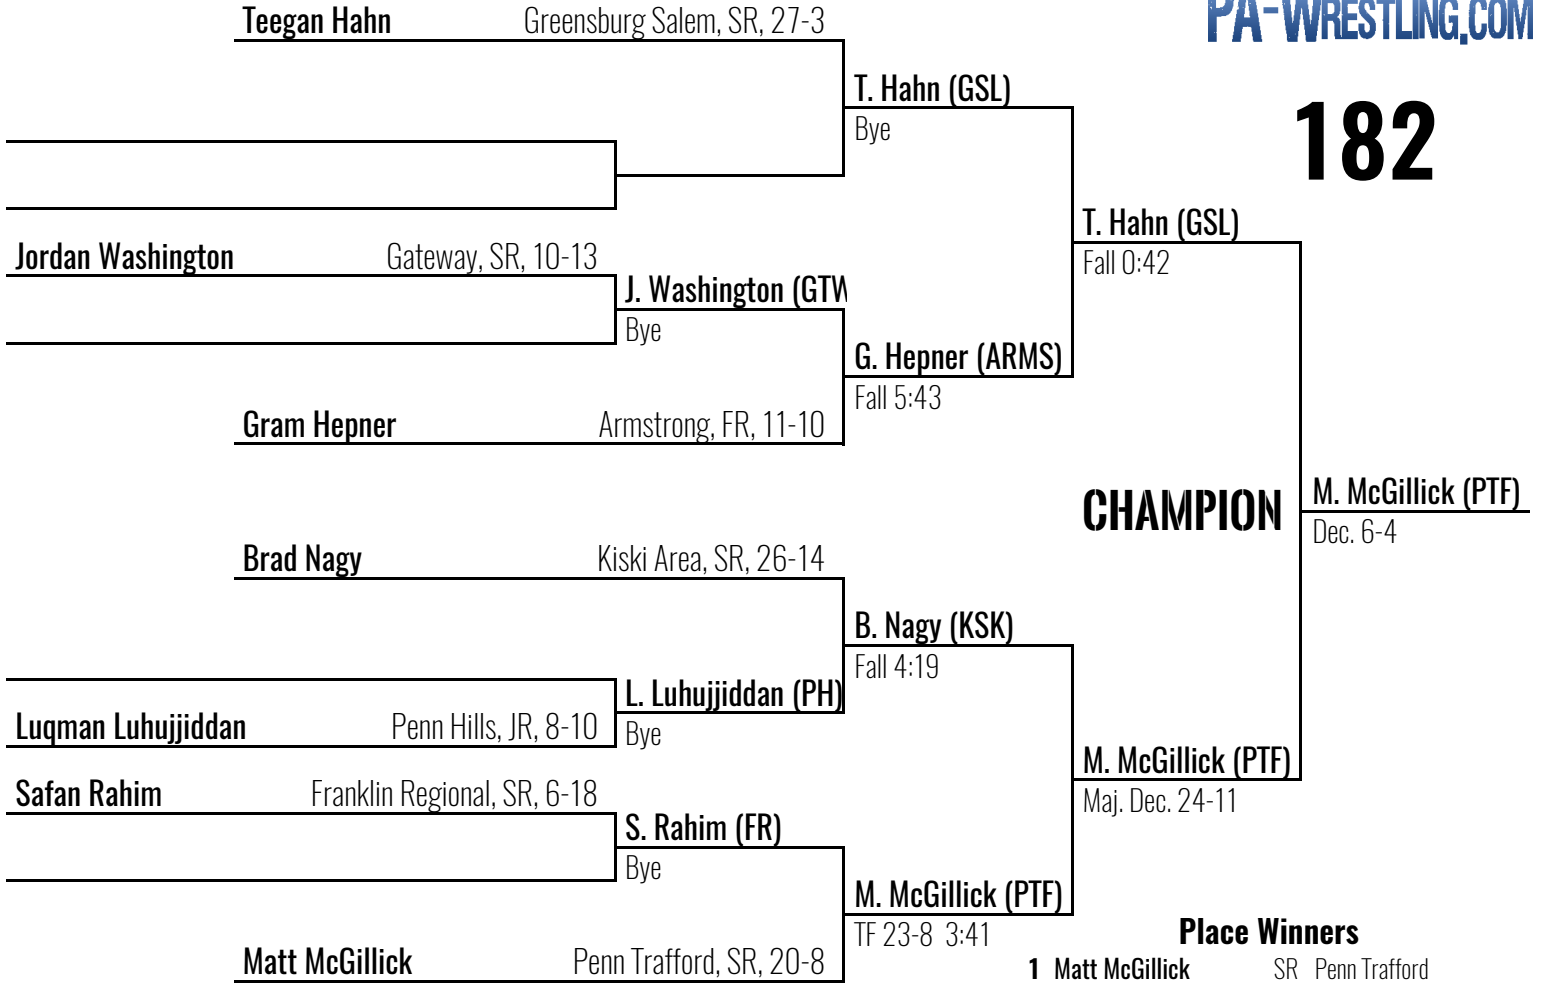 PA-WRESTLING.COM
Teegan Hahn Greensburg Salem, SR, 27-3
T. Hahn (GSL)
Bye
182
T. Hahn (GSL)
Fall 0:42
Jordan Washington Gateway, SR, 10-13
J. Washington (GTW
Bye
G. Hepner (ARMS)
Fall 5:43
Gram Hepner Armstrong, FR, 11-10
CHAMPION
M. McGillick (PTF)
Dec. 6-4
Brad Nagy Kiski Area, SR, 26-14
B. Nagy (KSK)
Fall 4:19
L. Luhujjiddan (PH)
Luqman Luhujjiddan Penn Hills, JR, 8-10
Bye
M. McGillick (PTF)
Maj. Dec. 24-11
Safan Rahim Franklin Regional, SR, 6-18
S. Rahim (FR)
Bye
M. McGillick (PTF)
TF 23-8 3:41
Matt McGillick Penn Trafford, SR, 20-8
Place Winners
1 Matt McGillick SR Penn Trafford